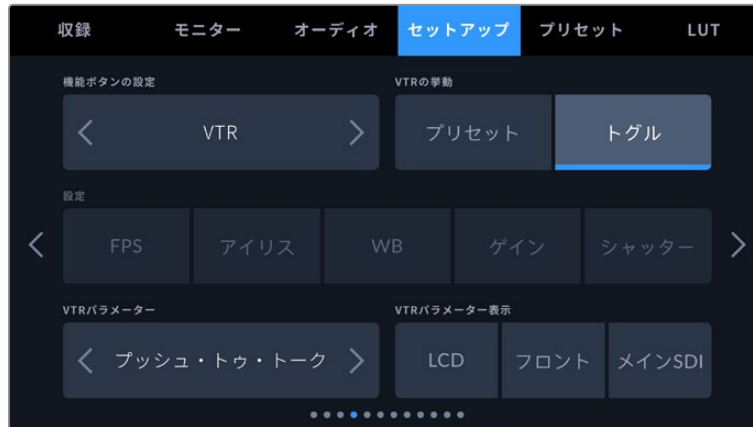 収録 モニター オーディオ セットアップ プリセット LUT
機能ボタンの設定 VTRの挙動
VTR プリセット トグル
設定
FPS アイリス WB ゲイン シャッター
VTRパラメーター VTRパラメーター表示
プッシュ・トゥ・トーク LCD フロント メインSDI